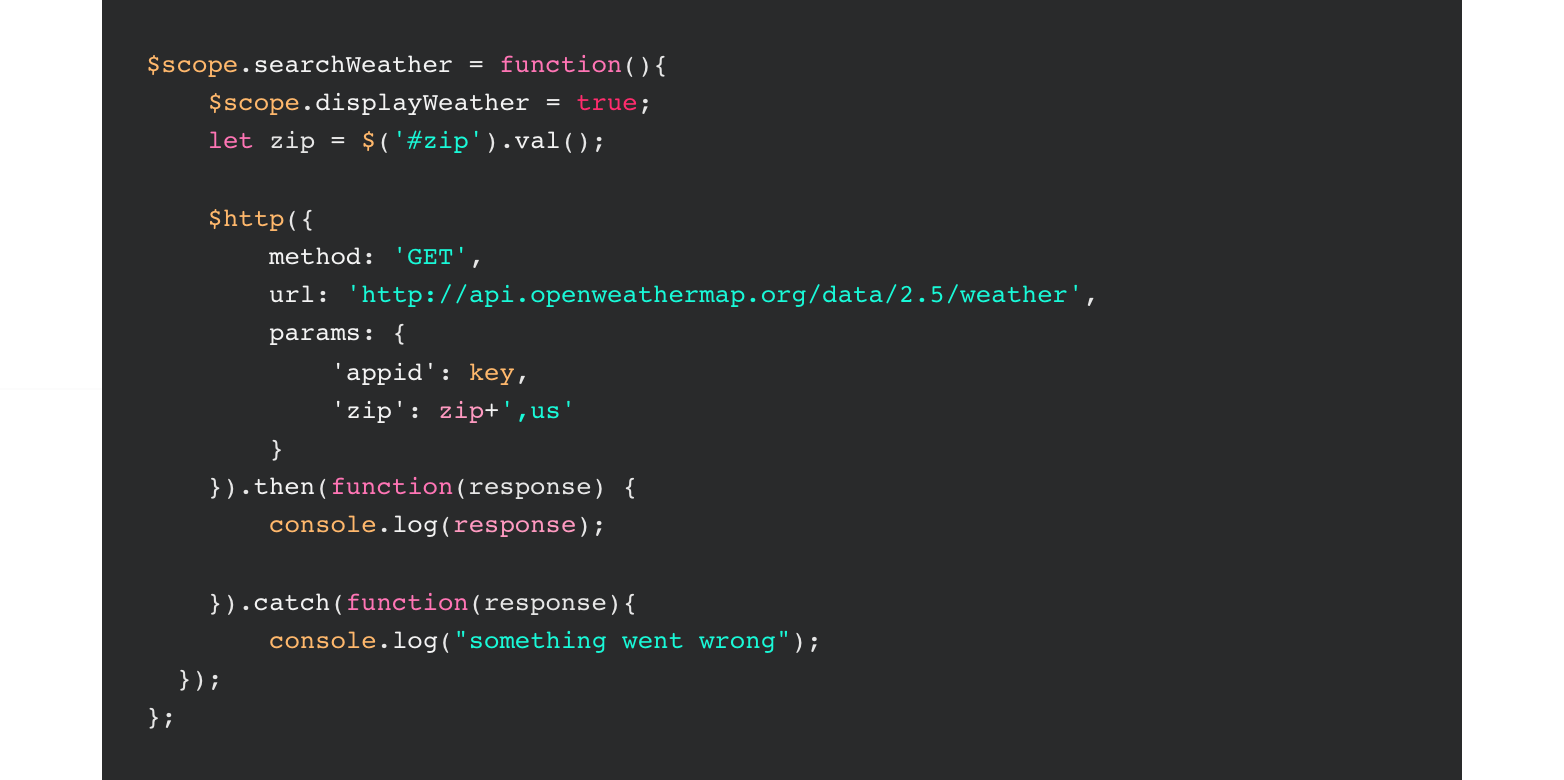 $scope.searchWeather = function(){
    $scope.displayWeather = true;
    let zip = $('#zip').val();

    $http({
        method: 'GET',
        url: 'http://api.openweathermap.org/data/2.5/weather',
        params: {
            'appid': key,
            'zip': zip+',us'
        }
    }).then(function(response) {
        console.log(response);

    }).catch(function(response){
        console.log("something went wrong");
  });
};